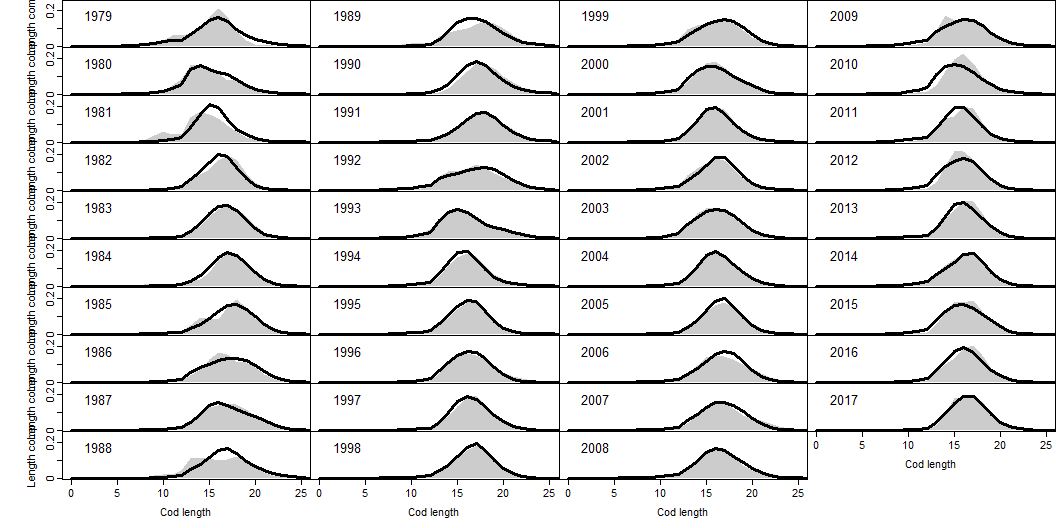 1979 1989 1999 2009
1980 1990 2000 2010
1981 1991 2001 2011
1982 1992 2002 2012
1983 1993 2003 2013
1984 1994 2004 2014
1985 1995 2005 2015
1986 1996 2006 2016
1987 1997 2007 2017
1988 1998 2008
0 0.2
0 5 10 15 20 25
0 5 10 15 20 25
0 5 10 15 20 25
0 5 10 15 20 25
Cod length
Cod length
Cod length
Cod length